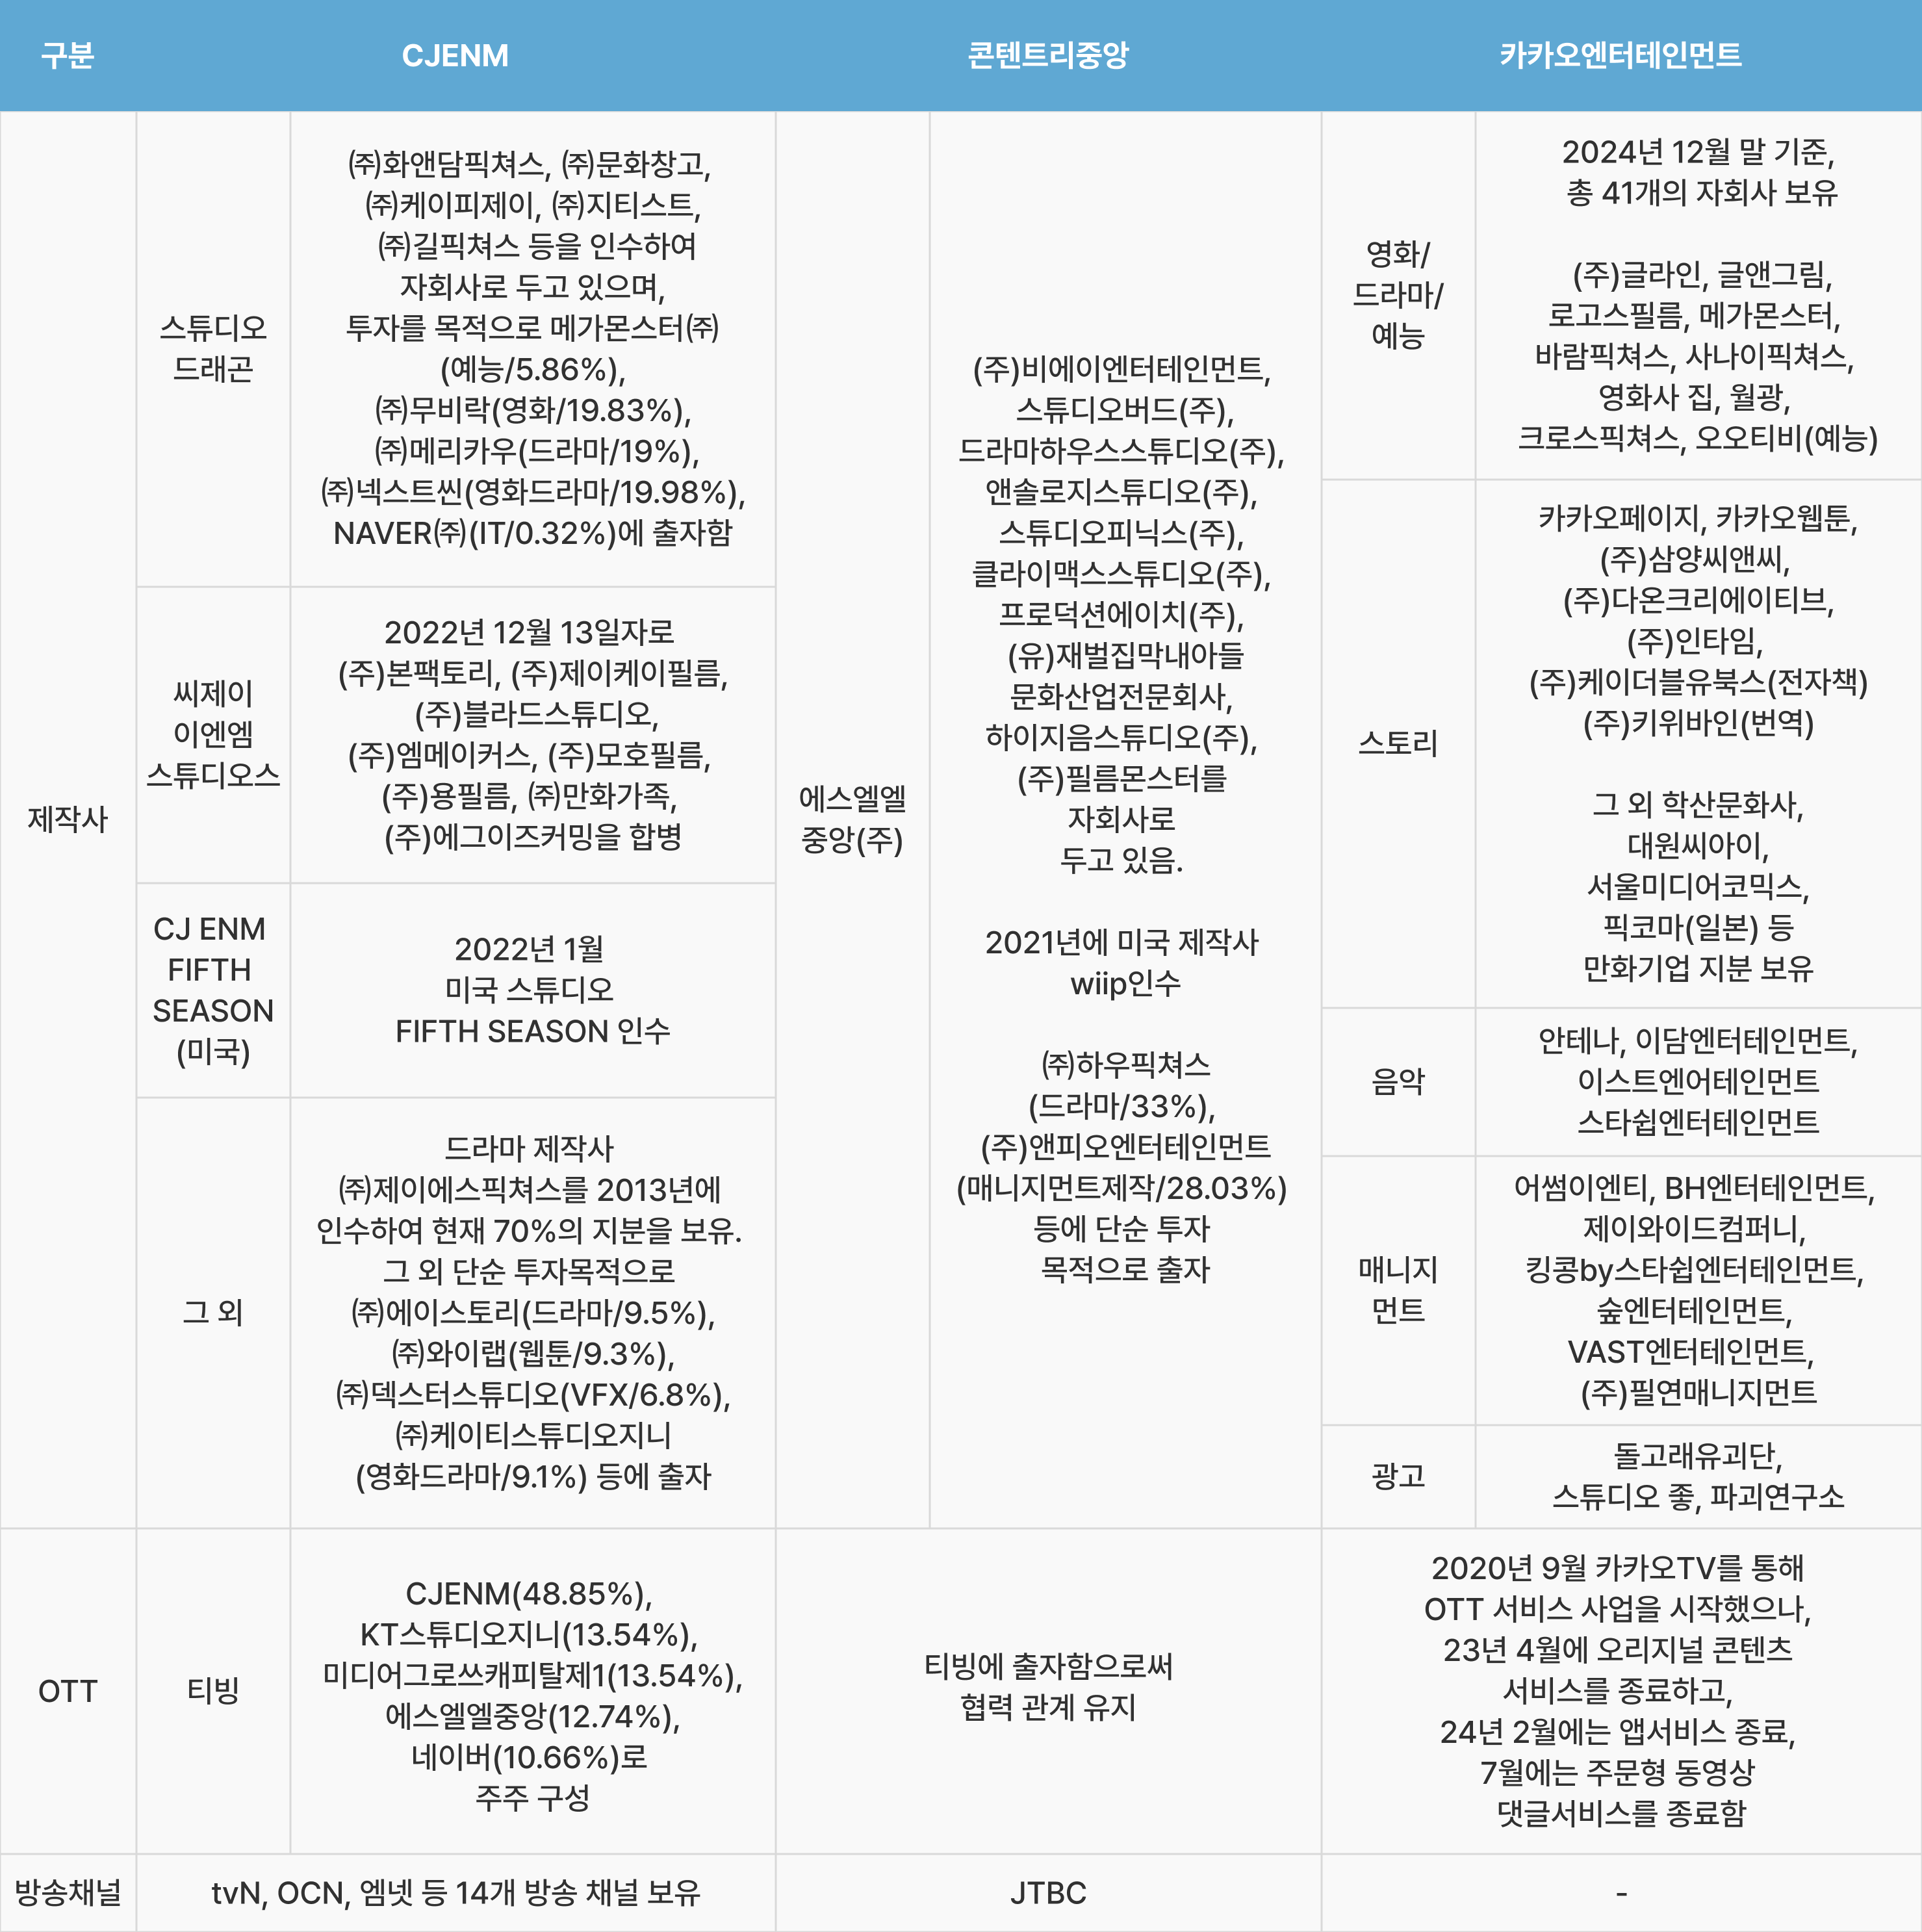 구분
CJENM
콘텐트리중앙
카카오엔터테인먼트
제작사
스튜디오
드래곤
㈜화앤담픽쳐스, ㈜문화창고,
㈜케이피제이, ㈜지티스트,
㈜길픽쳐스 등을 인수하여
자회사로 두고 있으며,
투자를 목적으로 메가몬스터㈜
(예능/5.86%),
㈜무비락(영화/19.83%),
㈜메리카우(드라마/19%),
㈜넥스트씬(영화드라마/19.98%),
NAVER㈜(IT/0.32%)에 출자함
씨제이
이엔엠
스튜디오스
2022년 12월 13일자로
(주)본팩토리, (주)제이케이필름,
(주)블라드스튜디오,
(주)엠메이커스, (주)모호필름,
(주)용필름, ㈜만화가족,
(주)에그이즈커밍을 합병
CJ ENM
FIFTH
SEASON
(미국)
2022년 1월
미국 스튜디오
FIFTH SEASON 인수
그 외
드라마 제작사
㈜제이에스픽쳐스를 2013년에
인수하여 현재 70%의 지분을 보유.
그 외 단순 투자목적으로
㈜에이스토리(드라마/9.5%),
㈜와이랩(웹툰/9.3%),
㈜덱스터스튜디오(VFX/6.8%),
㈜케이티스튜디오지니
(영화드라마/9.1%) 등에 출자
에스엘엘
중앙(주)
(주)비에이엔터테인먼트,
스튜디오버드(주),
드라마하우스스튜디오(주),
앤솔로지스튜디오(주),
스튜디오피닉스(주),
클라이맥스스튜디오(주),
프로덕션에이치(주),
(유)재벌집막내아들
문화산업전문회사,
하이지음스튜디오(주),
(주)필름몬스터를
자회사로
두고 있음.
2021년에 미국 제작사
wiip인수
㈜하우픽쳐스
(드라마/33%),
(주)앤피오엔터테인먼트
(매니지먼트제작/28.03%)
등에 단순 투자
목적으로 출자
영화/
드라마/
예능
2024년 12월 말 기준,
총 41개의 자회사 보유
(주)글라인, 글앤그림,
로고스필름, 메가몬스터,
바람픽쳐스, 사나이픽쳐스,
영화사 집, 월광,
크로스픽쳐스, 오오티비(예능)
스토리
카카오페이지, 카카오웹툰,
(주)삼양씨앤씨,
(주)다온크리에이티브,
(주)인타임,
(주)케이더블유북스(전자책)
(주)키위바인(번역)
그 외 학산문화사,
대원씨아이,
서울미디어코믹스,
픽코마(일본) 등
만화기업 지분 보유
음악
안테나, 이담엔터테인먼트,
이스트엔어테인먼트
스타쉽엔터테인먼트
매니지
먼트
어썸이엔티, BH엔터테인먼트,
제이와이드컴퍼니,
킹콩by스타쉽엔터테인먼트,
숲엔터테인먼트,
VAST엔터테인먼트,
(주)필연매니지먼트
광고
돌고래유괴단,
스튜디오 좋, 파괴연구소
OTT
티빙
CJENM(48.85%),
KT스튜디오지니(13.54%),
미디어그로쓰캐피탈제1(13.54%),
에스엘엘중앙(12.74%),
네이버(10.66%)로
주주 구성
티빙에 출자함으로써
협력 관계 유지
2020년 9월 카카오TV를 통해
OTT 서비스 사업을 시작했으나,
23년 4월에 오리지널 콘텐츠
서비스를 종료하고,
24년 2월에는 앱서비스 종료,
7월에는 주문형 동영상
댓글서비스를 종료함
방송채널
tvN, OCN, 엠넷 등 14개 방송 채널 보유
JTBC
-